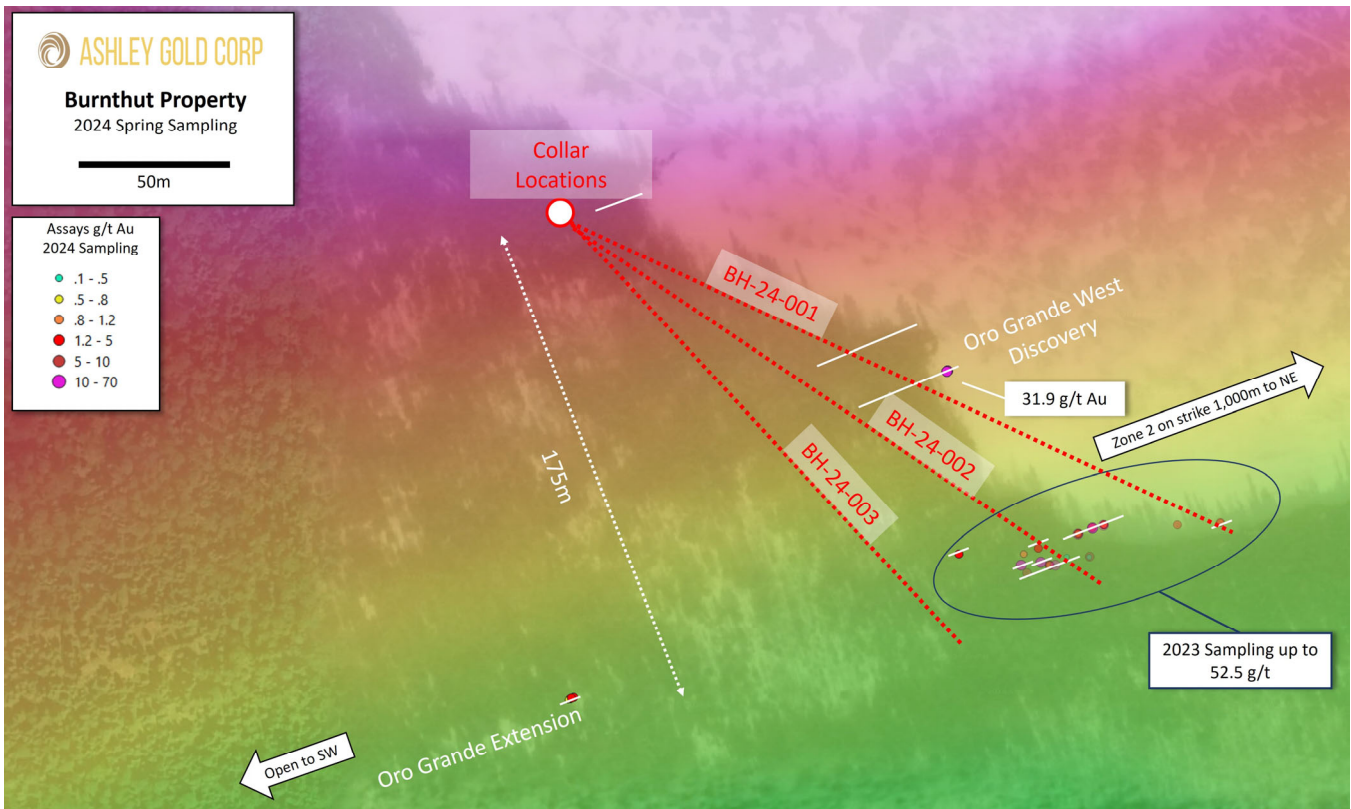 ASHLEY GOLD CORP
Burnthut Property
2024 Spring Sampling
50m
Assays g/t Au
2024 Sampling
.1 - .5
.5 - .8
.8 - 1.2
1.2 - 5
5 - 10
10 - 70
Collar
Locations
BH-24-001
BH-24-002
BH-24-003
175m
Oro Grande West
Discovery
31.9 g/t Au
Zone 2 on strike 1,000m to NE
2023 Sampling up to
52.5 g/t
Oro Grande Extension
Open to SW